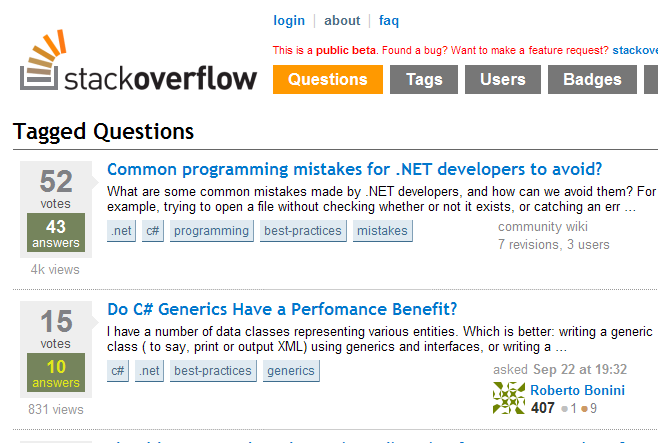 login | about | faq
This is a public beta. Found a bug? Want to make a feature request? stackove
stackoverflow
Questions Tags Users Badges
Tagged Questions
52
votes
43
answers
4k views
Common programming mistakes for .NET developers to avoid?
What are some common mistakes made by .NET developers, and how can we avoid them? For
example, trying to open a file without checking whether or not it exists, or catching an err ...
.net c# programming best-practices mistakes
community wiki
7 revisions, 3 users
15
votes
10
answers
831 views
Do C# Generics Have a Perfomance Benefit?
I have a number of data classes representing various entities. Which is better: writing a generic
class ( to say, print or output XML) using generics and interfaces, or writing a ...
c# .net best-practices generics
asked Sep 22 at 19:32
Roberto Bonini
407 ●1 ●9